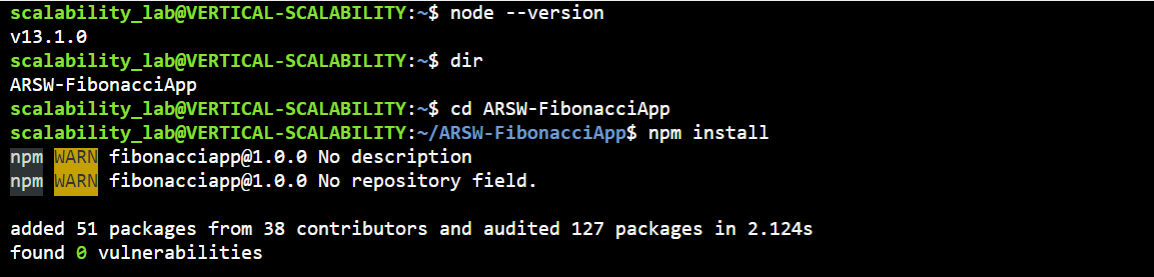 scalability_lab@VERTICAL-SCALABILITY:~$ node --version
v13.1.0
scalability_lab@VERTICAL-SCALABILITY:~$ dir
ARSW-FibonacciApp
scalability_lab@VERTICAL-SCALABILITY:~$ cd ARSW-FibonacciApp
scalability_lab@VERTICAL-SCALABILITY:~/ARSW-FibonacciApp$ npm install
npm WARN fibonacciapp@1.0.0 No description
npm WARN fibonacciapp@1.0.0 No repository field.
added 51 packages from 38 contributors and audited 127 packages in 2.124s
found 0 vulnerabilities